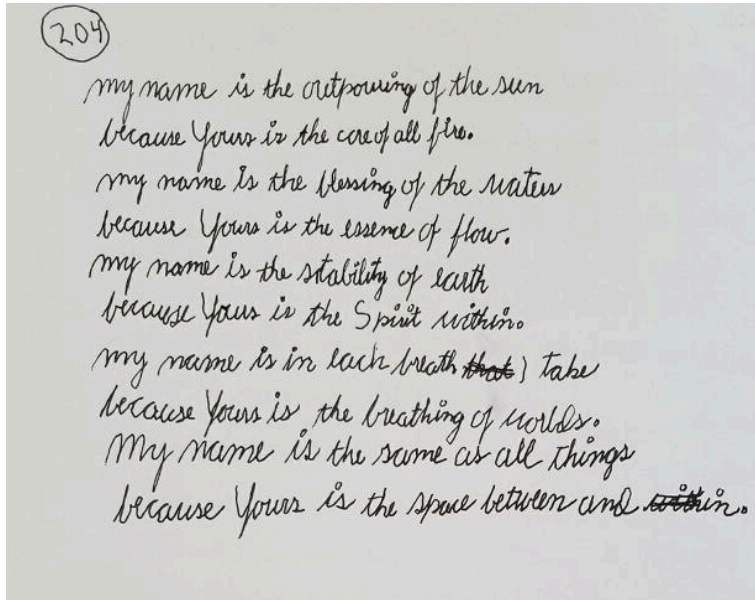 204
my name is the outpouring of the sun
because Yours is the core of all fire.
my name is the blessing of the waters
because Yours is the essence of flow.
my name is the stability of earth
because Yours is the Spirit within.
my name is in each breath that I take
because Yours is the breathing of worlds.
My name is the same as all things
because Yours is the space between and within.